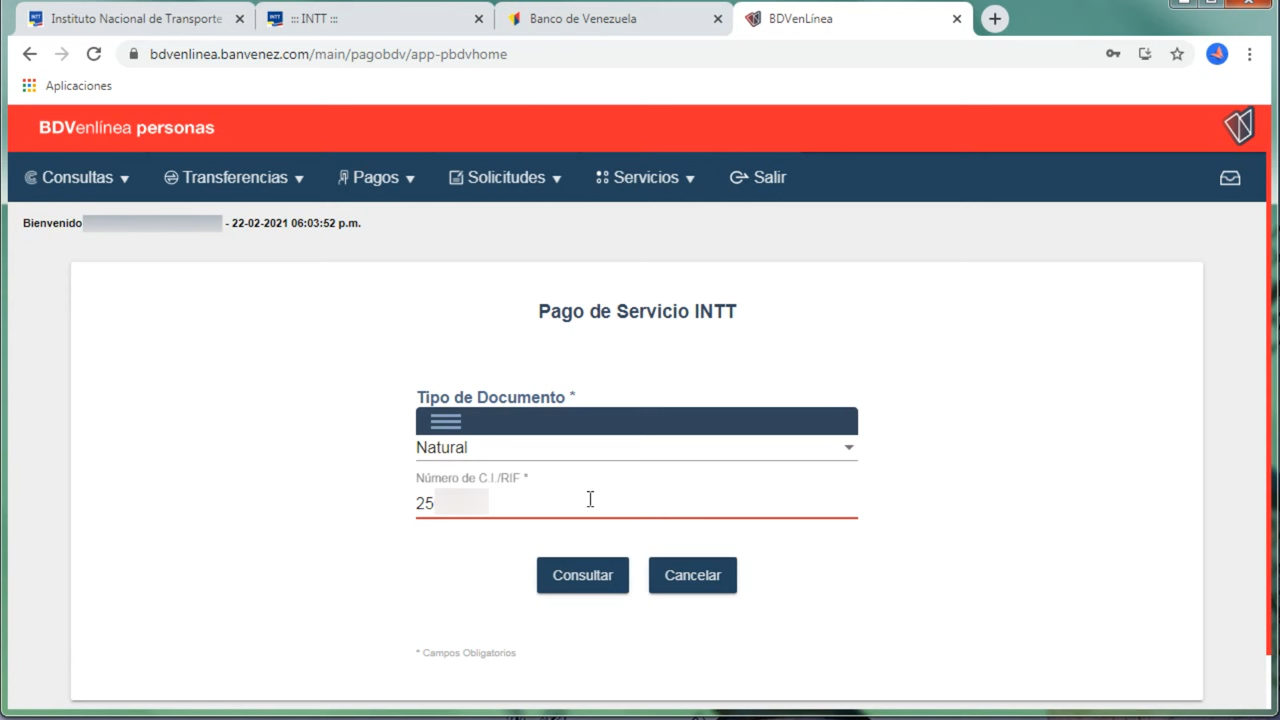 Instituto Nacional de Transporte
::: INTT :::
Banco de Venezuela
BDVenLínea
bdvenlinea.banvenez.com/main/pagobdv/app-pbdvhome
Aplicaciones
BDVenlínea personas
Consultas
Transferencias
Pagos
Solicitudes
Servicios
Salir
Bienvenido - 22-02-2021 06:03:52 p.m.
Pago de Servicio INTT
Tipo de Documento *
Natural
Número de C.I./RIF *
25
Consultar
Cancelar
* Campos Obligatorios